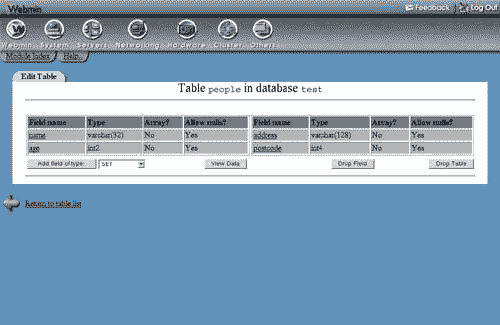 Webmin
Feedback Log Out
Webmin System Servers Networking Hardware Cluster Others
Module Index Help..
Edit Table
Table people in database test
Field name Type Array? Allow nulls? Field name Type Array? Allow nulls?
name varchar(32) No Yes address varchar(128) No Yes
age int2 No Yes postcode int4 No Yes
Add field of type: SET View Data Drop Field Drop Table
Return to table list